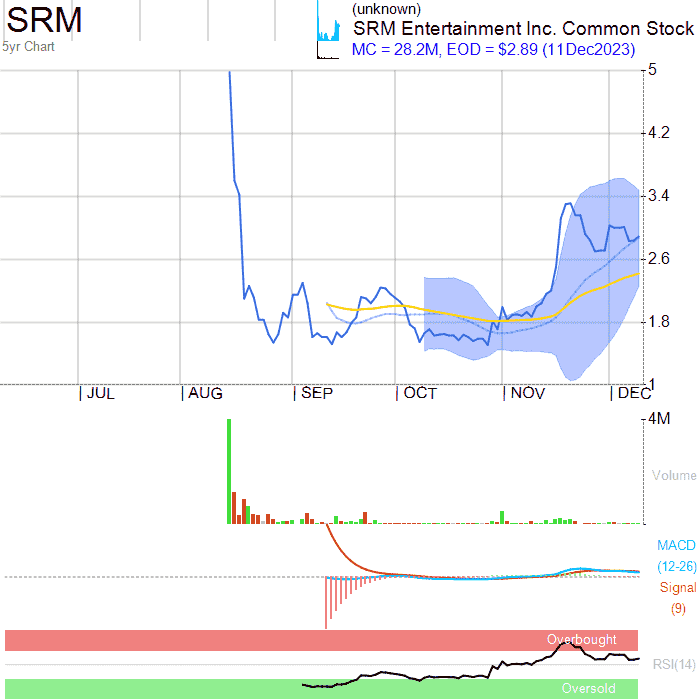 SRM
5yr Chart
(unknown)
SRM Entertainment Inc. Common Stock
MC = 28.2M, EOD = $2.89 (11Dec2023)
5
4.2
3.4
2.6
1.8
1
JUL AUG SEP OCT NOV DEC
4M
Volume
MACD
(12-26)
Signal
(9)
Overbought
RSI(14)
Oversold